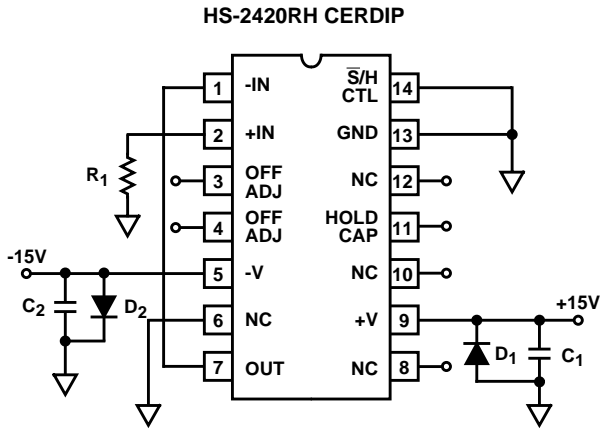 HS-2420RH CERDIP
1 -IN
S̅/H CTL 14
2 +IN
GND 13
R1
3 OFF ADJ
NC 12
4 OFF ADJ
HOLD CAP 11
-15V
5 -V
NC 10
C2
D2
6 NC
+V 9
+15V
7 OUT
NC 8
D1
C1